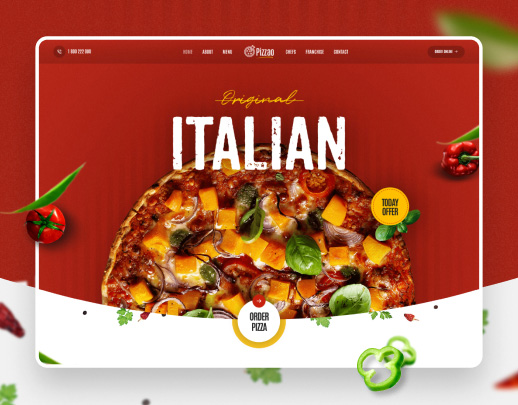 1 800 222 000
HOME ABOUT MENU Pizzao CHEFS FRANCHISE CONTACT
ORDER ONLINE
Original
ITALIAN
TODAY
OFFER
ORDER
PIZZA